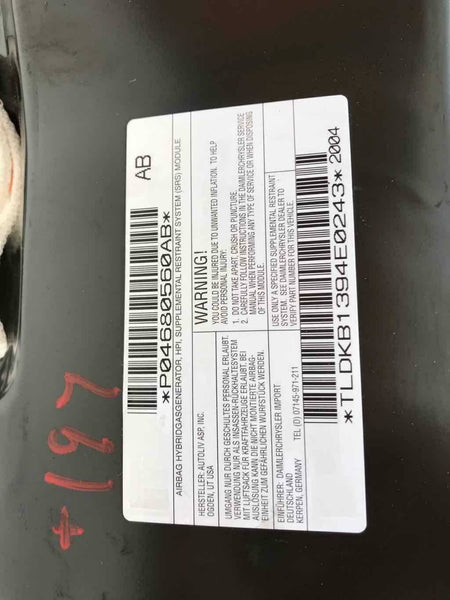 AB
*P04680560AB*
AIRBAG HYBRIDGASGENERATOR, HPI, SUPPLEMENTAL RESTRAINT SYSTEM (SRS) MODULE
HERSTELLER: AUTOLIV ASP, INC.
OGDEN, UT USA
WARNING!
YOU COULD BE INJURED DUE TO UNWANTED INFLATION. TO HELP
AVOID PERSONAL INJURY:
1. DO NOT TAKE APART, CRUSH OR PUNCTURE.
2. CAREFULLY FOLLOW INSTRUCTIONS IN THE DAIMLERCHRYSLER SERVICE
MANUAL WHEN PERFORMING ANY TYPE OF SERVICE OR WHEN DISPOSING
OF THIS MODULE.
UMGANG NUR DURCH GESCHULTES PERSONAL ERLAUBT.
VERWENDUNG NUR ALS INSASSEN-RÜCKHALTESYSTEM
MIT LUFTSACK FÜR KRAFTFAHRZEUGE ERLAUBT. BEI
AUSLÖSUNG KANN DIE NICHT MONTIERTE AIRBAG-
EINHEIT ZUM GEFÄHRLICHEN WURFSTÜCK WERDEN.
USE ONLY A SPECIFIED SUPPLEMENTAL RESTRAINT
SYSTEM. SEE DAIMLERCHRYSLER DEALER TO
VERIFY PART NUMBER FOR THIS VEHICLE.
EINFÜHRER: DAIMLERCHRYSLER IMPORT
DEUTSCHLAND
KERPEN, GERMANY
TEL (0) 07145-971-211
*TLDKB1394E0243*
2004
+197